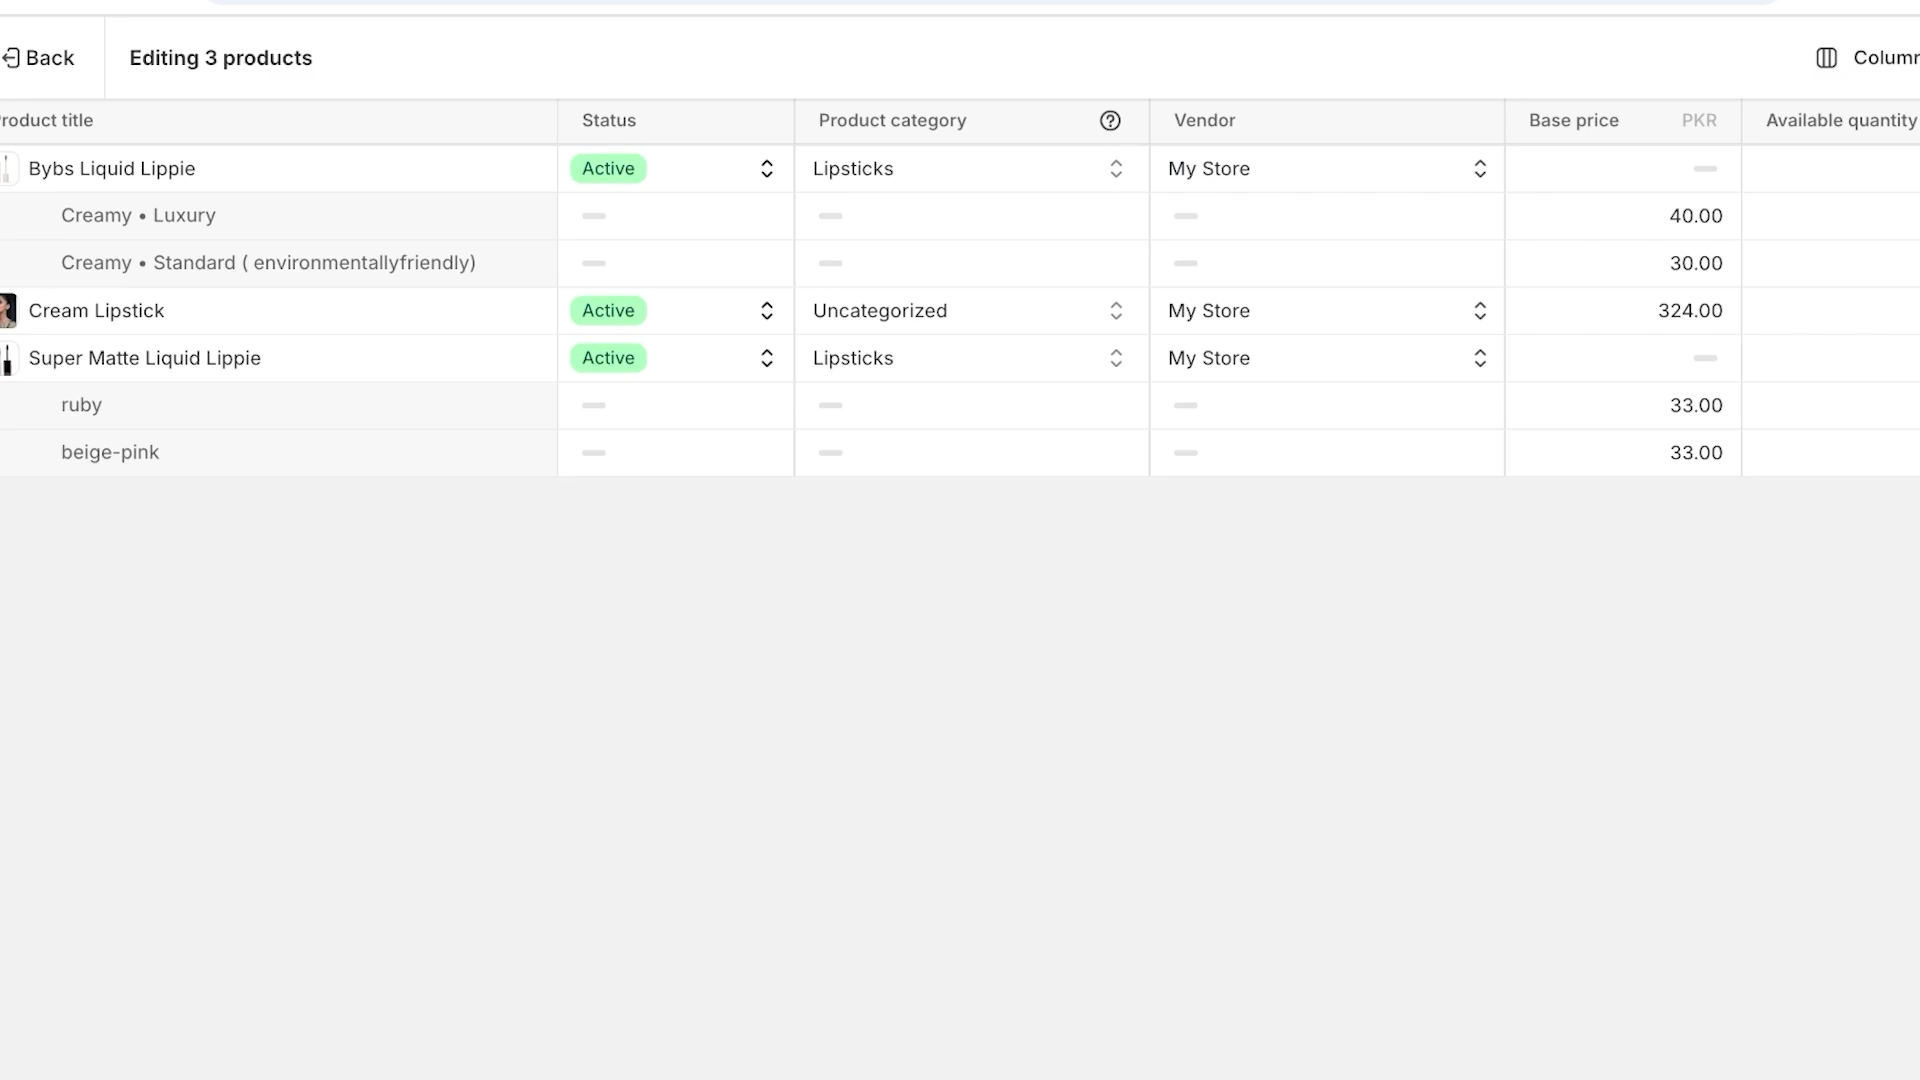 Back
Editing 3 products
Colum
roduct title Status Product category Vendor Base price PKR Available quantity
Bybs Liquid Lippie Active Lipsticks My Store
Creamy • Luxury 40.00
Creamy • Standard ( environmentallyfriendly) 30.00
Cream Lipstick Active Uncategorized My Store 324.00
Super Matte Liquid Lippie Active Lipsticks My Store
ruby 33.00
beige-pink 33.00